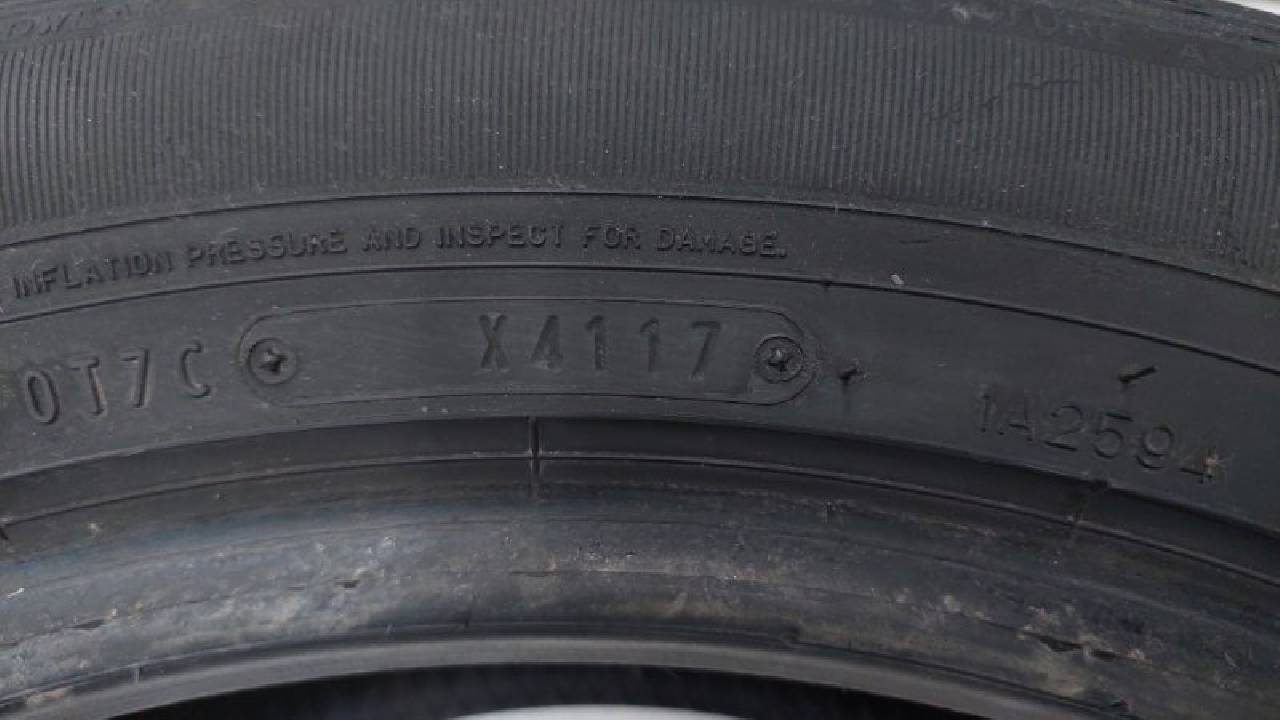 INFLATION PRESSURE AND INSPECT FOR DAMAGE.
0T7C X4117 1A2594